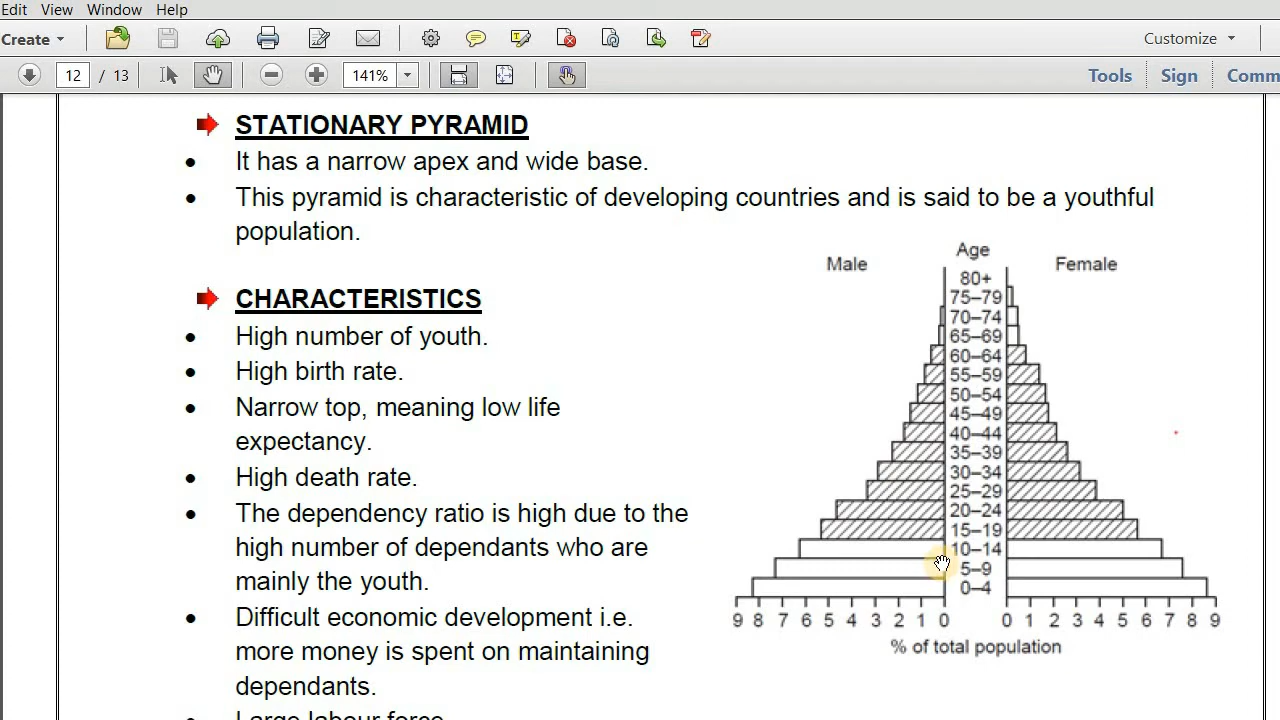 Edit View Window Help
Create Customize
12 / 13 141% Tools Sign Comm
STATIONARY PYRAMID
• It has a narrow apex and wide base.
• This pyramid is characteristic of developing countries and is said to be a youthful
population.
CHARACTERISTICS
• High number of youth.
• High birth rate.
• Narrow top, meaning low life
expectancy.
• High death rate.
• The dependency ratio is high due to the
high number of dependants who are
mainly the youth.
• Difficult economic development i.e.
more money is spent on maintaining
dependants.
Large labour force
Age
Male Female
80+
75–79
70–74
65–69
60–64
55–59
50–54
45–49
40–44
35–39
30–34
25–29
20–24
15–19
10–14
5–9
0–4
9 8 7 6 5 4 3 2 1 0 0 1 2 3 4 5 6 7 8 9
% of total population